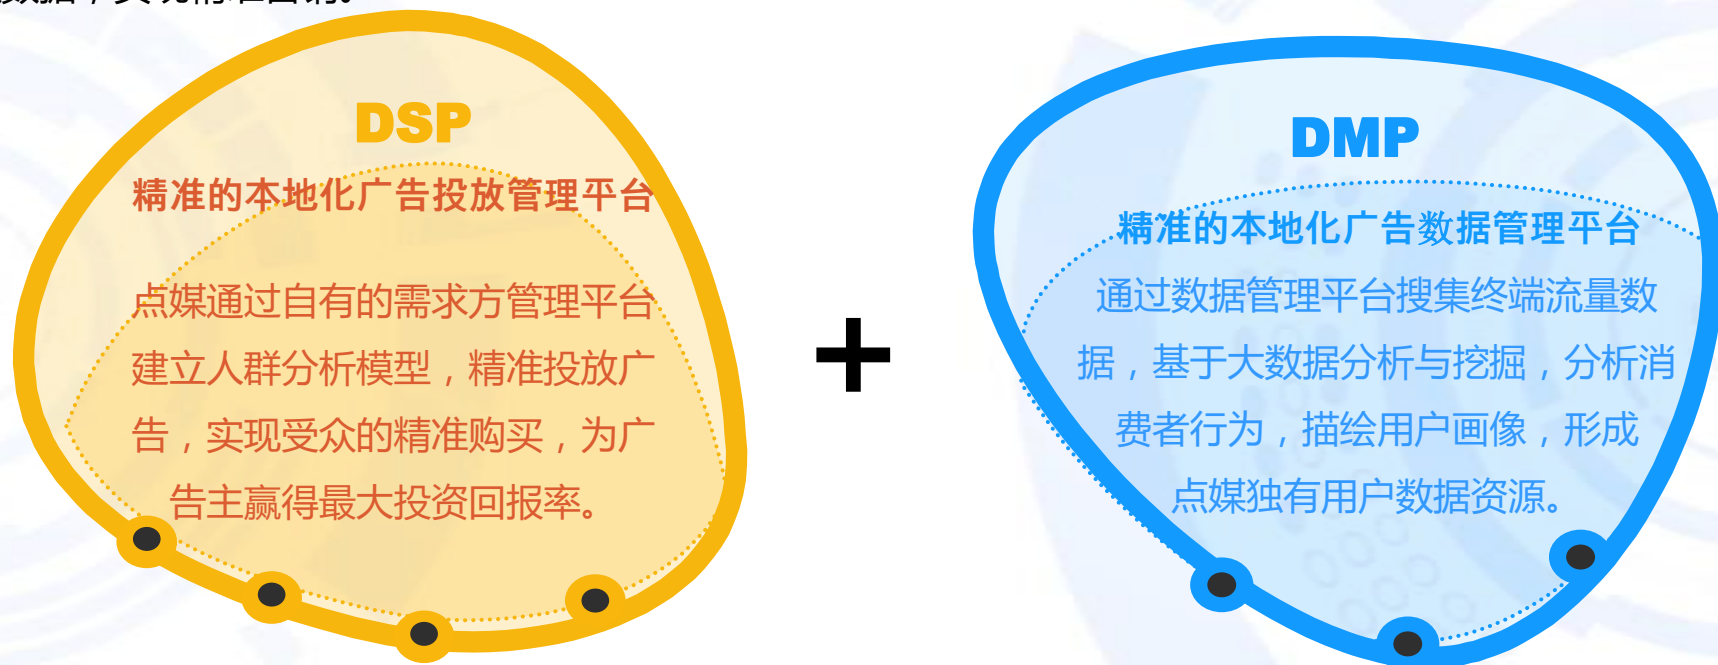 DSP
精准的本地化广告投放管理平台
点媒通过自有的需求方管理平台
建立人群分析模型，精准投放广
告，实现受众的精准购买，为广
告主赢得最大投资回报率。
+
DMP
精准的本地化广告数据管理平台
通过数据管理平台搜集终端流量数
据，基于大数据分析与挖掘，分析消
费者行为，描绘用户画像，形成
点媒独有用户数据资源。